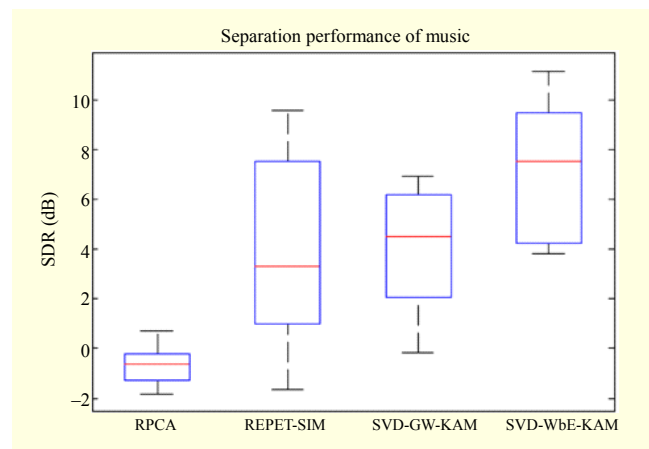 Separation performance of music
SDR (dB)
10
8
6
4
2
0
–2
RPCA REPET-SIM SVD-GW-KAM SVD-WbE-KAM